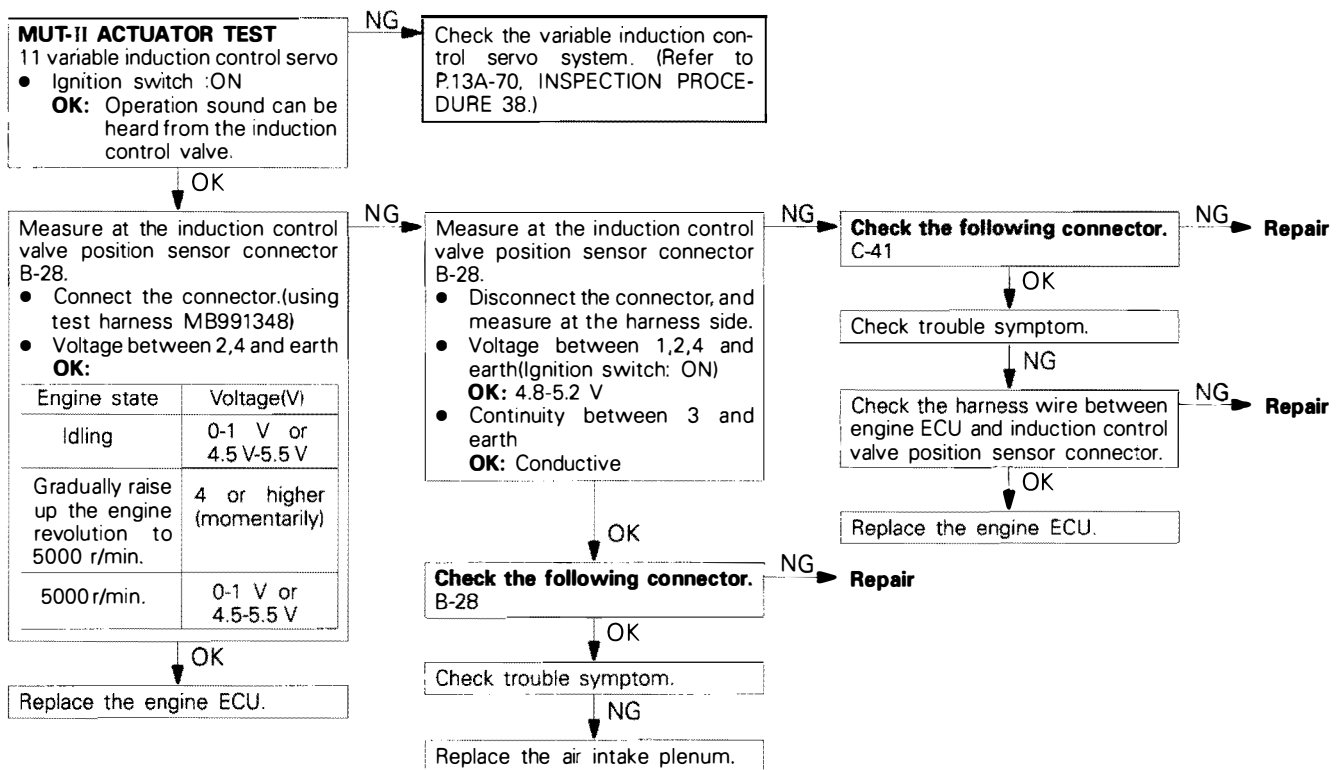 MUT-II ACTUATOR TEST
11 variable induction control servo
● Ignition switch :ON
OK: Operation sound can be
heard from the induction
control valve.
NG
Check the variable induction con-
trol servo system. (Refer to
P.13A-70, INSPECTION PROCE-
DURE 38.)
OK
Measure at the induction control
valve position sensor connector
B-28.
● Connect the connector.(using
test harness MB991348)
● Voltage between 2,4 and earth
OK:
Engine state Voltage(V)
Idling 0-1 V or
4.5 V-5.5 V
Gradually raise
up the engine
revolution to
5000 r/min.
4 or higher
(momentarily)
5000 r/min. 0-1 V or
4.5-5.5 V
OK
Replace the engine ECU.
NG
Measure at the induction control
valve position sensor connector
B-28.
● Disconnect the connector, and
measure at the harness side.
● Voltage between 1,2,4 and
earth(Ignition switch: ON)
OK: 4.8-5.2 V
● Continuity between 3 and
earth
OK: Conductive
OK
Check the following connector.
B-28
NG
Repair
OK
Check trouble symptom.
NG
Replace the air intake plenum.
NG
Check the following connector.
C-41
NG
Repair
OK
Check trouble symptom.
NG
Check the harness wire between
engine ECU and induction control
valve position sensor connector.
NG
Repair
OK
Replace the engine ECU.